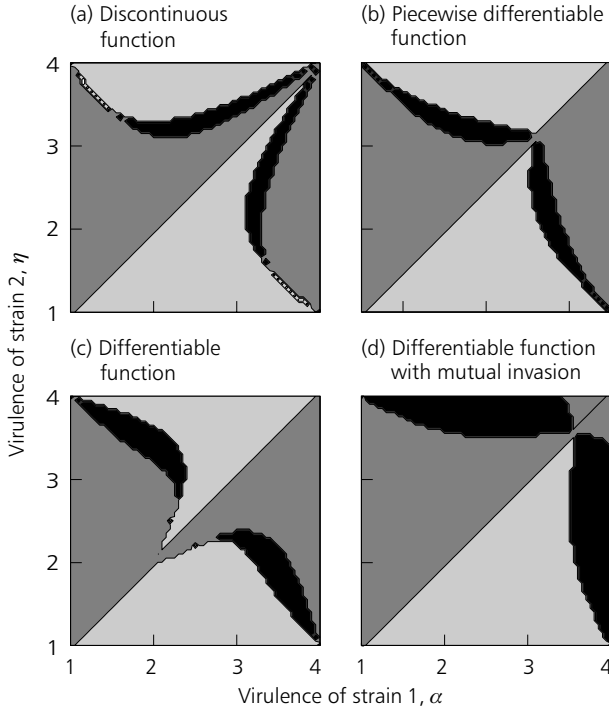 (a) Discontinuous
function
(b) Piecewise differentiable
function
4
3
2
1
(c) Differentiable
function
(d) Differentiable function
with mutual invasion
4
3
2
1
1 2 3 4
1 2 3 4
Virulence of strain 2, η
Virulence of strain 1, α